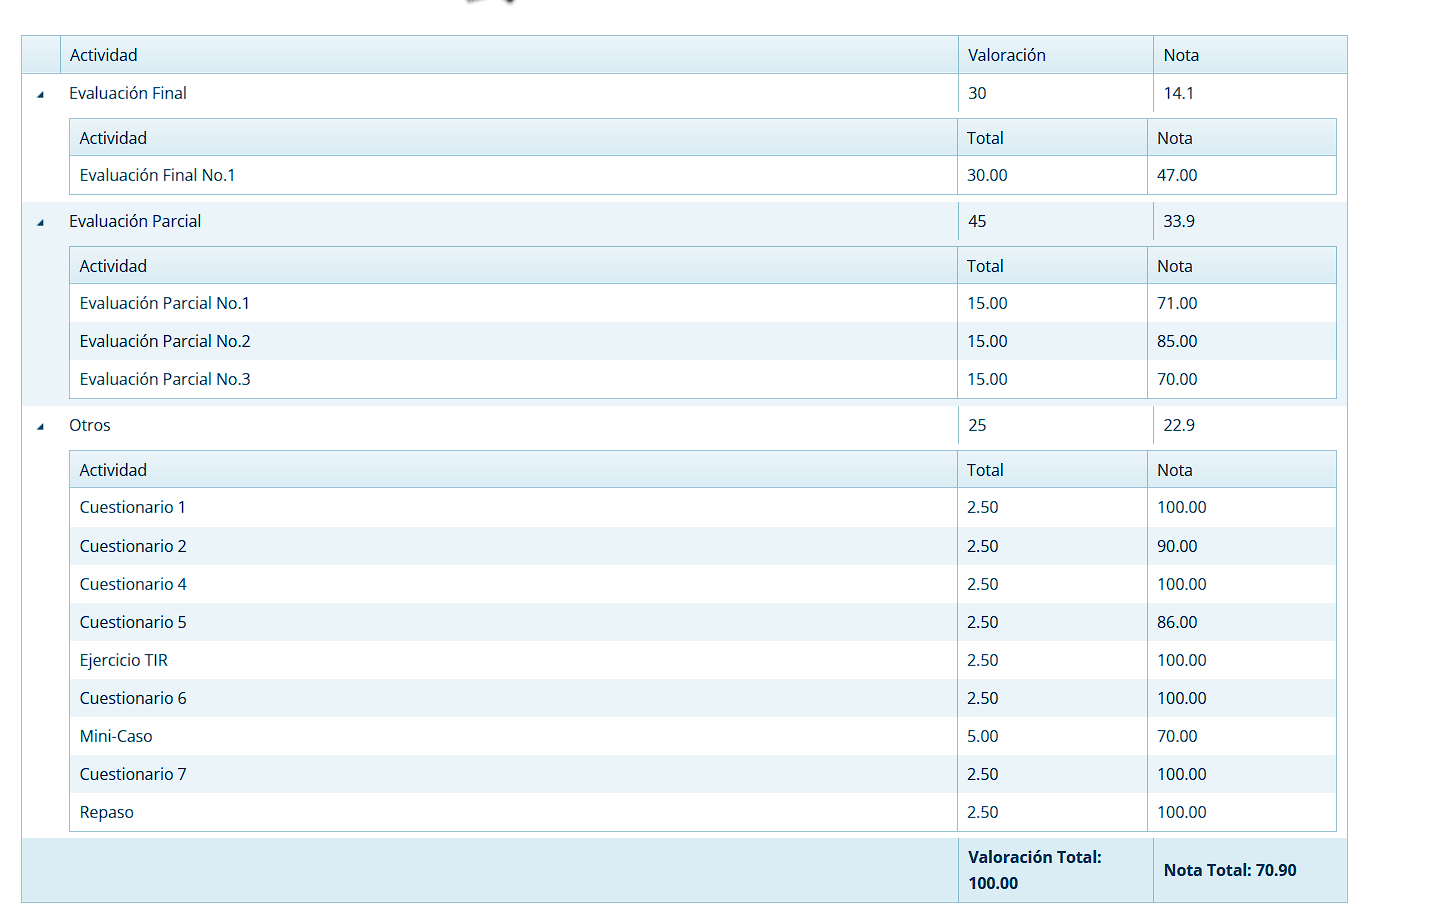 Actividad Valoración Nota
Evaluación Final 30 14.1
Actividad Total Nota
Evaluación Final No.1 30.00 47.00
Evaluación Parcial 45 33.9
Actividad Total Nota
Evaluación Parcial No.1 15.00 71.00
Evaluación Parcial No.2 15.00 85.00
Evaluación Parcial No.3 15.00 70.00
Otros 25 22.9
Actividad Total Nota
Cuestionario 1 2.50 100.00
Cuestionario 2 2.50 90.00
Cuestionario 4 2.50 100.00
Cuestionario 5 2.50 86.00
Ejercicio TIR 2.50 100.00
Cuestionario 6 2.50 100.00
Mini-Caso 5.00 70.00
Cuestionario 7 2.50 100.00
Repaso 2.50 100.00
Valoración Total:
100.00
Nota Total: 70.90